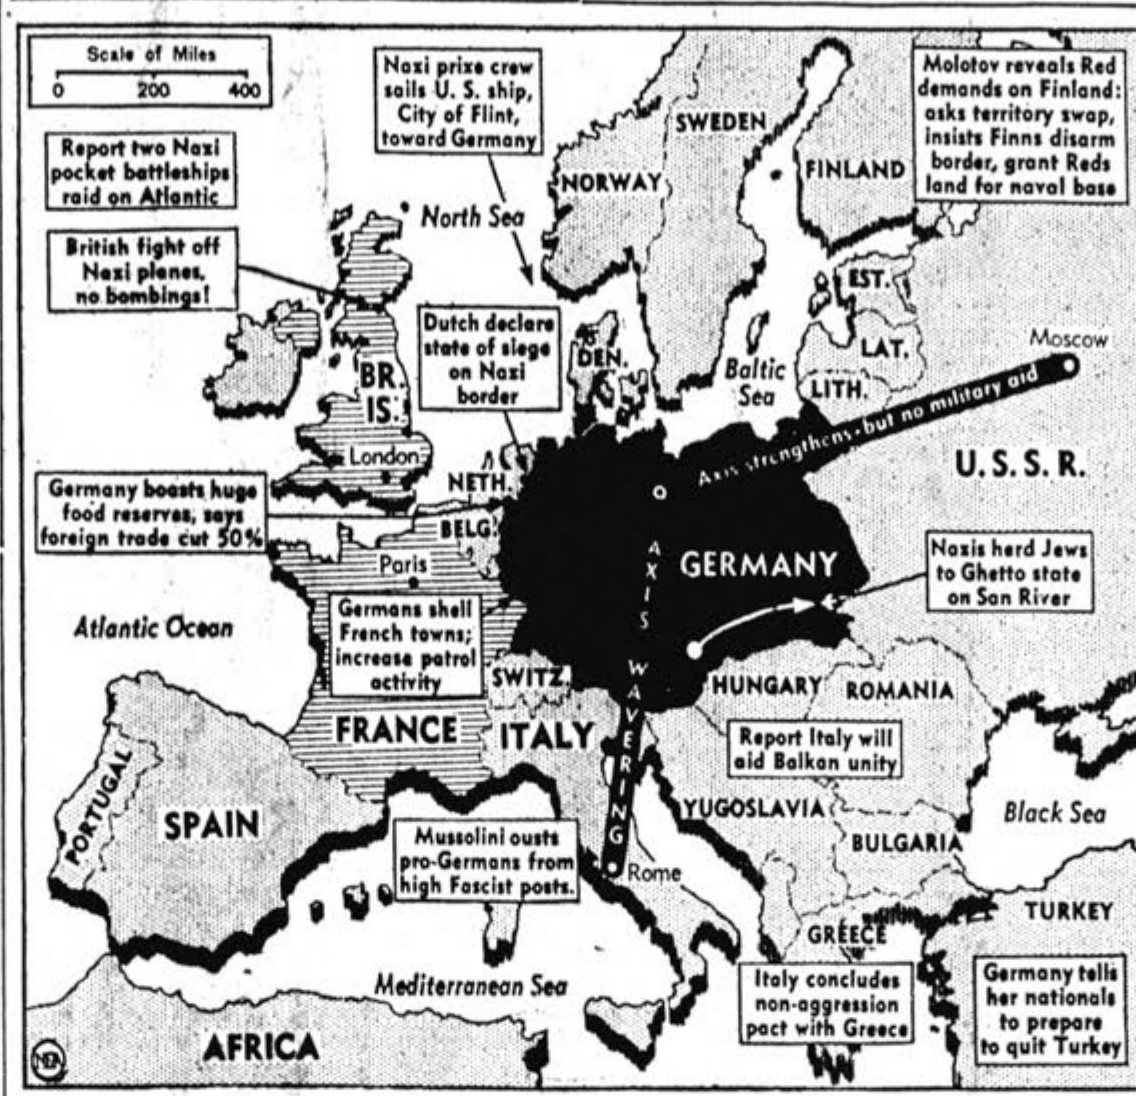 Scale of Miles
0 200 400
Nazi prize crew
sails U. S. ship,
City of Flint,
toward Germany
Molotov reveals Red
demands on Finland:
asks territory swap,
insists Finns disarm
border, grant Reds
land for naval base
Report two Nazi
pocket battleships
raid on Atlantic
British fight off
Nazi planes,
no bombings!
North Sea
NORWAY
SWEDEN
FINLAND
EST.
LAT.
LITH.
Moscow
Dutch declare
state of siege
on Nazi
border
DEN.
Baltic
Sea
BR.
IS.
London
NETH.
BELG.
Axis strengthens - but no military aid
U. S. S. R.
Germany boasts huge
food reserves, says
foreign trade cut 50%
Paris
GERMANY
AXIS WAVERING
Nazis herd Jews
to Ghetto state
on San River
Atlantic Ocean
Germans shell
French towns;
increase patrol
activity
SWITZ.
HUNGARY
ROMANIA
FRANCE
ITALY
Report Italy will
aid Balkan unity
PORTUGAL
SPAIN
YUGOSLAVIA
BULGARIA
Black Sea
Mussolini ousts
pro-Germans from
high Fascist posts.
Rome
GREECE
TURKEY
Mediterranean Sea
Italy concludes
non-aggression
pact with Greece
Germany tells
her nationals
to prepare
to quit Turkey
AFRICA
NEA